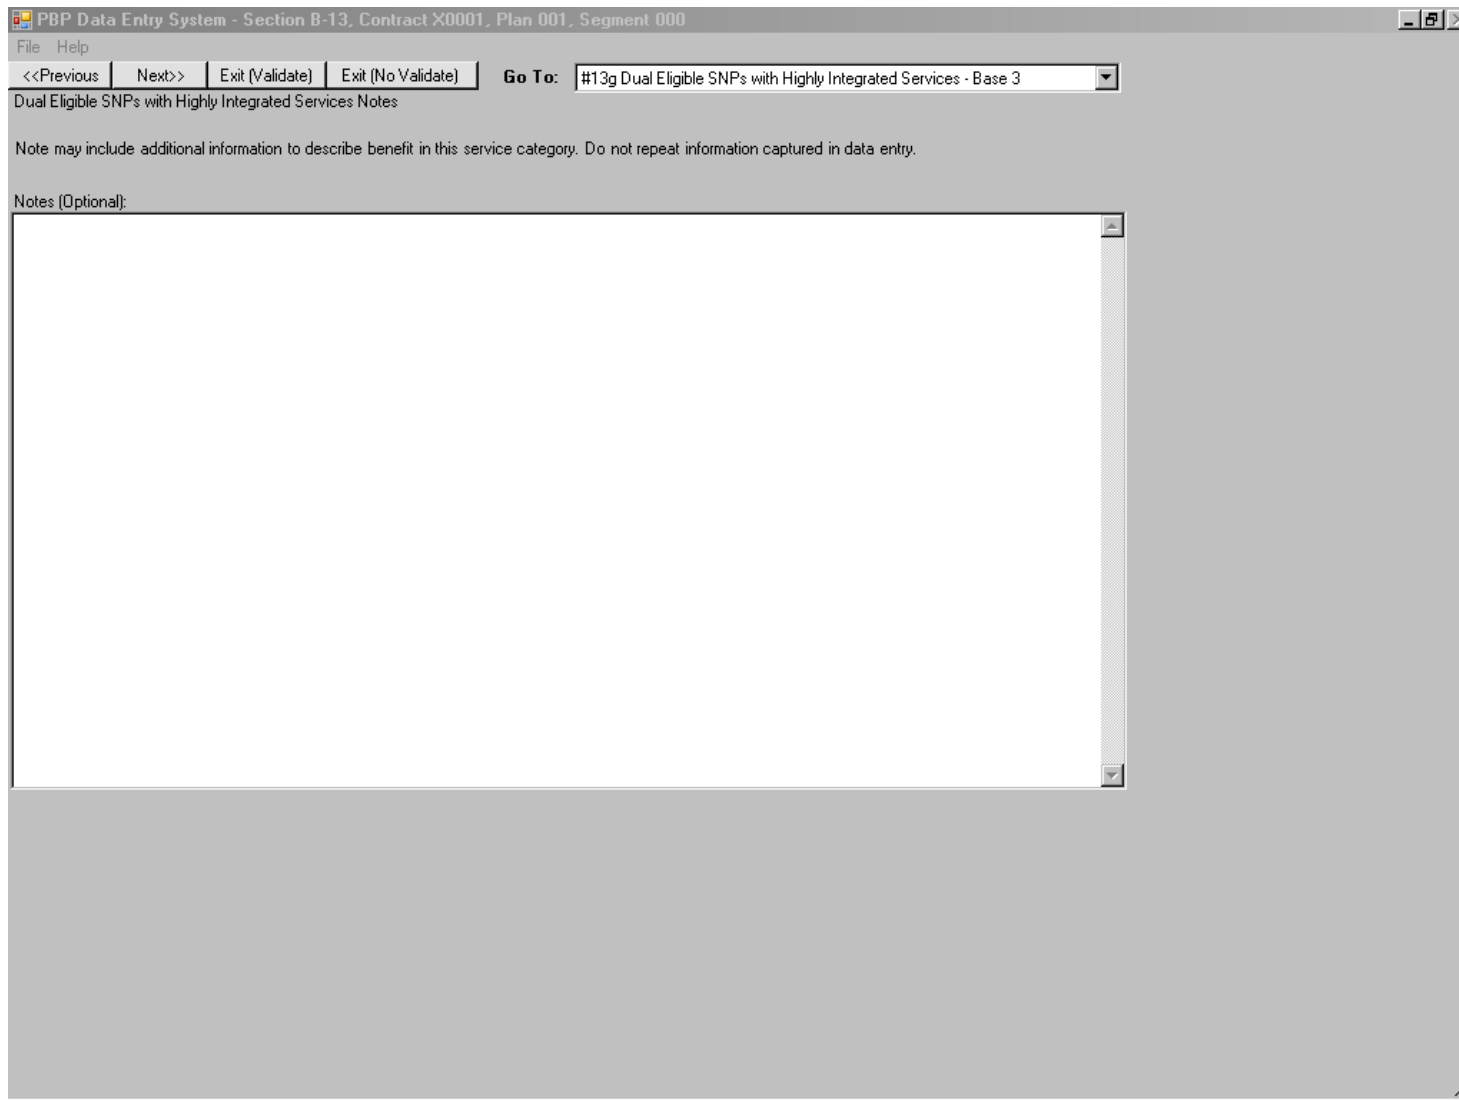 PBP Data Entry System - Section B-13, Contract X0001, Plan 001, Segment 000
File Help
<<Previous Next>> Exit (Validate) Exit (No Validate) Go To: #13g Dual Eligible SNPs with Highly Integrated Services - Base 3
Dual Eligible SNPs with Highly Integrated Services Notes
Note may include additional information to describe benefit in this service category. Do not repeat information captured in data entry.
Notes (Optional):